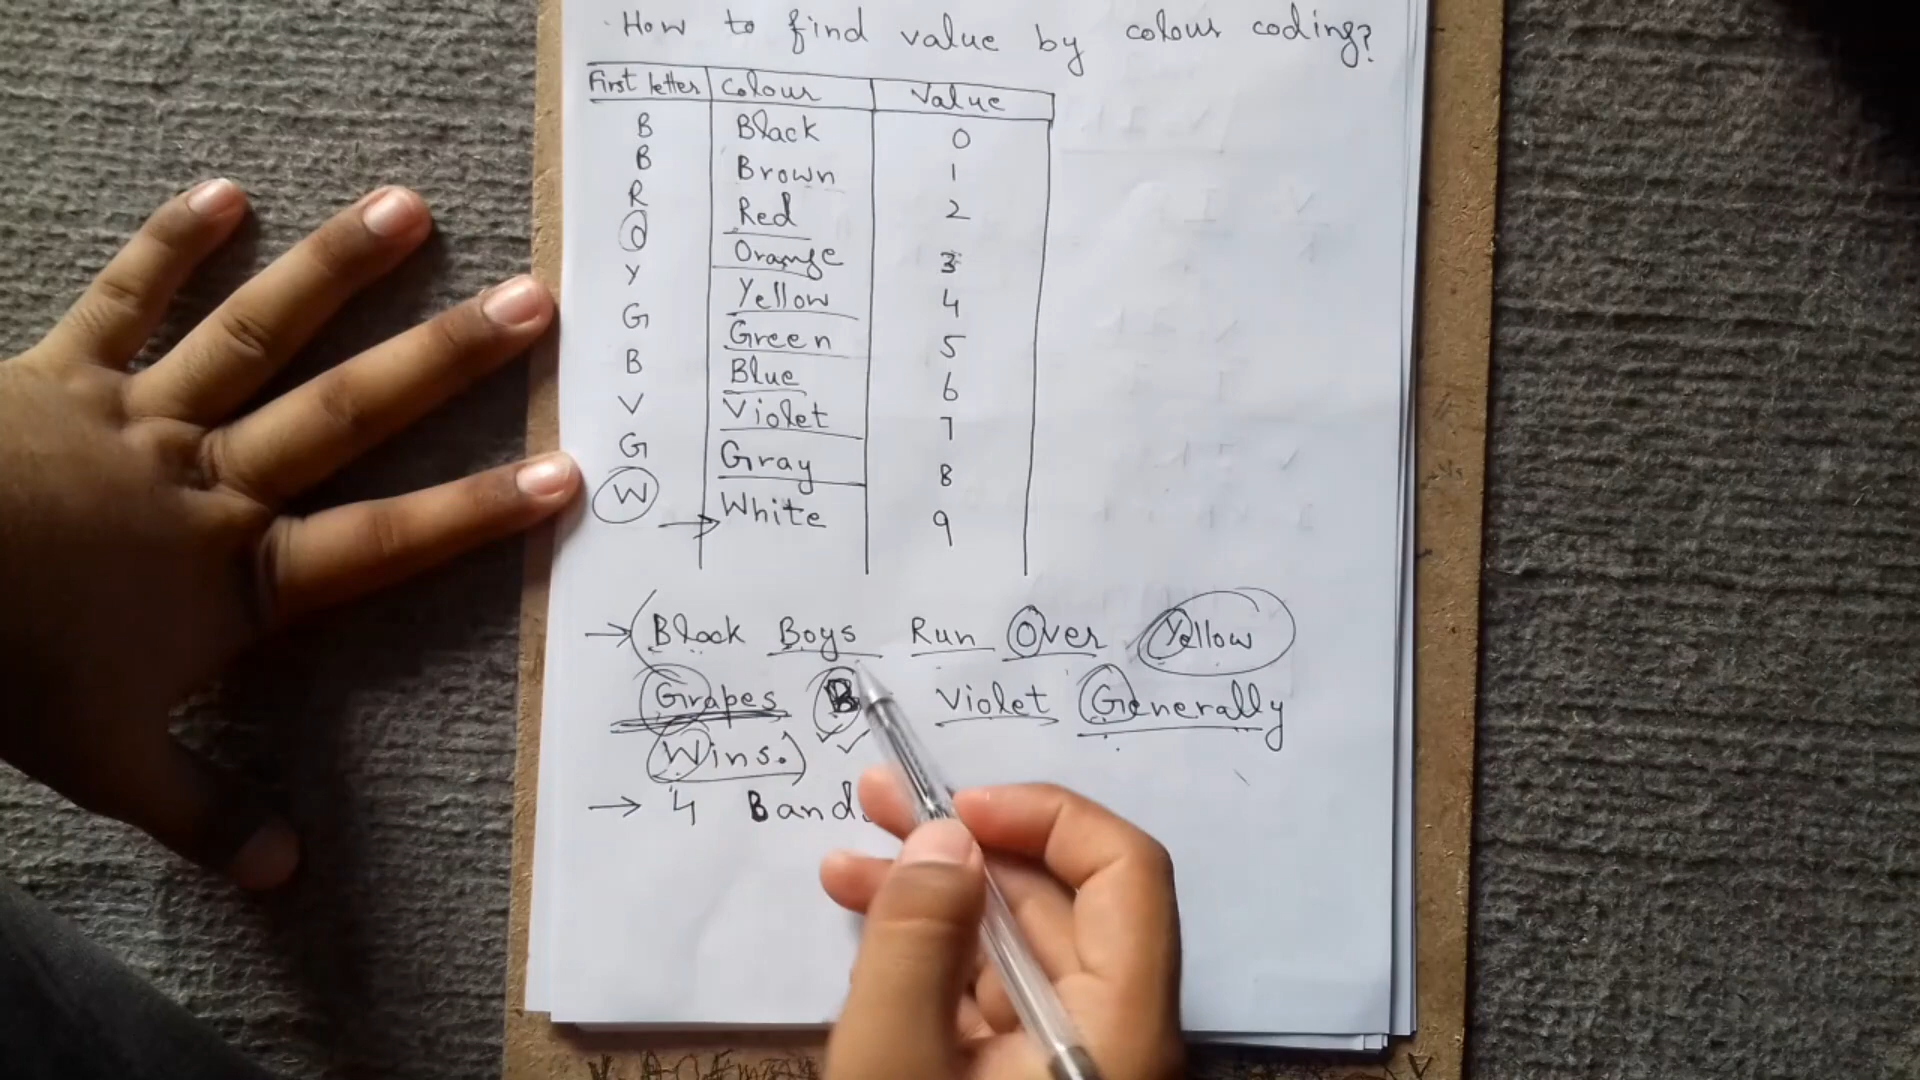 How to find value by colour coding?
First letter Colour Value
B Black 0
B Brown 1
R Red 2
O Orange 3
Y Yellow 4
G Green 5
B Blue 6
V Violet 7
G Gray 8
W White 9
→ (Black Boys Run Over Yellow
Grapes B Violet Generally
Wins.)
→ 4 Band